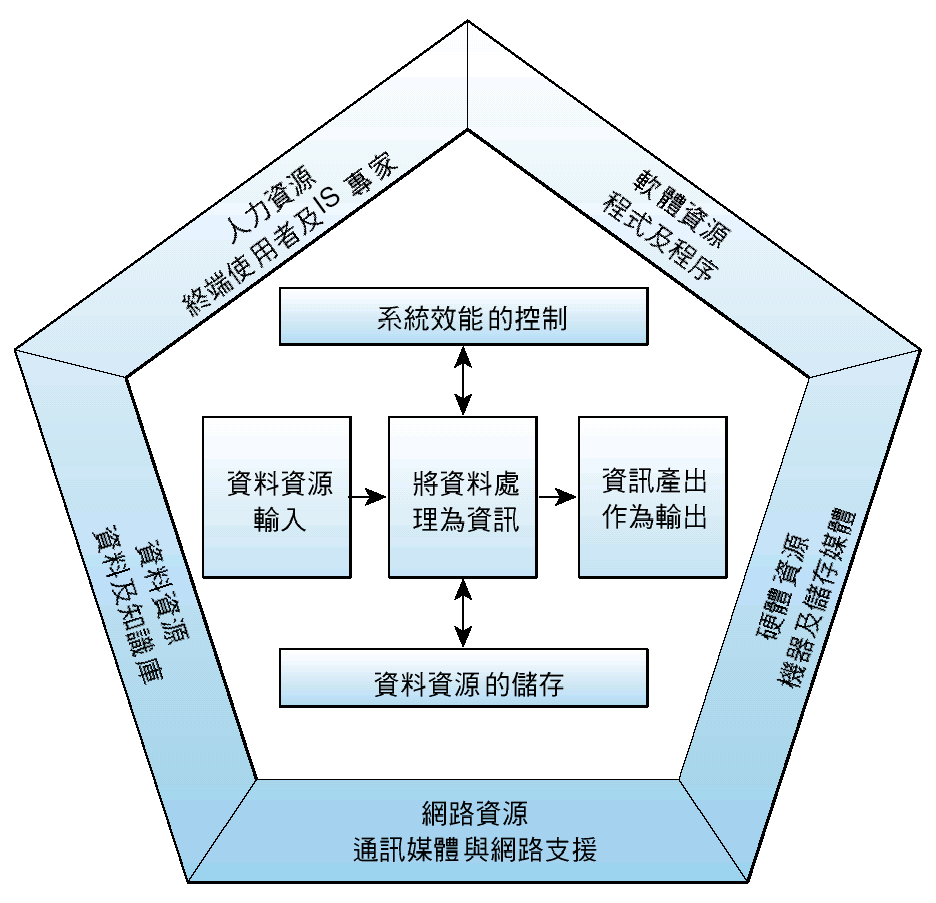 人力資源
終端使用者及IS 專家
軟體資源
程式及程序
系統效能的控制
資料資源
輸入
將資料處
理為資訊
資訊產出
作為輸出
資料資源的儲存
資料資源
資料及知識庫
硬體資源
機器及儲存媒體
網路資源
通訊媒體與網路支援